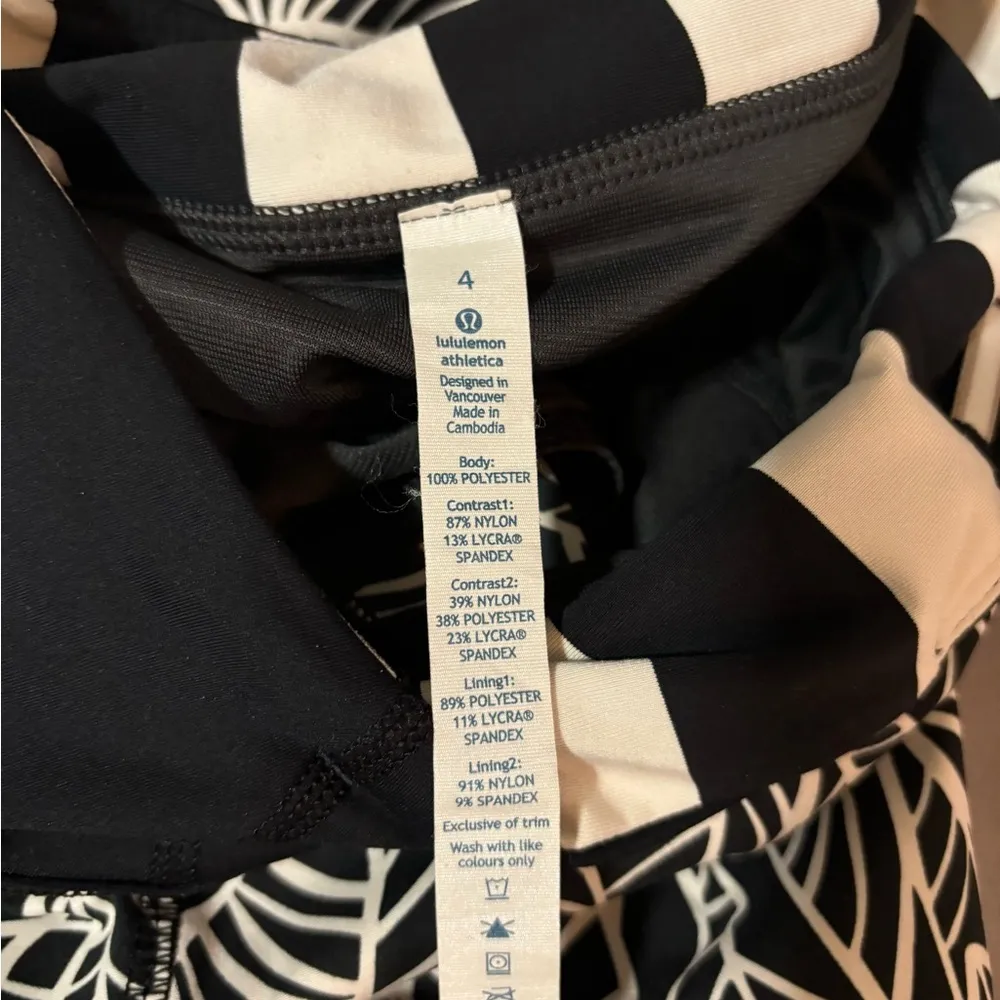 4
lululemon
athletica
Designed in
Vancouver
Made in
Cambodia
Body:
100% POLYESTER
Contrast1:
87% NYLON
13% LYCRA®
SPANDEX
Contrast2:
39% NYLON
38% POLYESTER
23% LYCRA®
SPANDEX
Lining1:
89% POLYESTER
11% LYCRA®
SPANDEX
Lining2:
91% NYLON
9% SPANDEX
Exclusive of trim
Wash with like
colours only